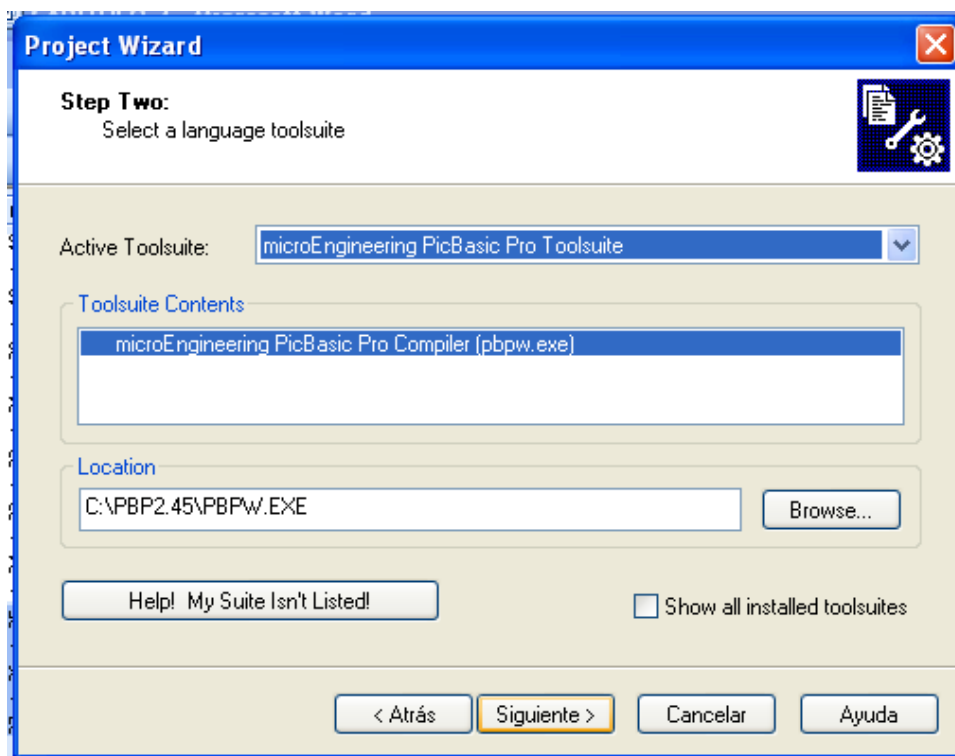 Project Wizard
Step Two:
Select a language toolsuite
Active Toolsuite:
microEngineering PicBasic Pro Toolsuite
Toolsuite Contents
microEngineering PicBasic Pro Compiler (pbpw.exe)
Location
C:\PBP2.45\PBPW.EXE
Browse...
Help! My Suite Isn't Listed!
Show all installed toolsuites
< Atrás
Siguiente >
Cancelar
Ayuda